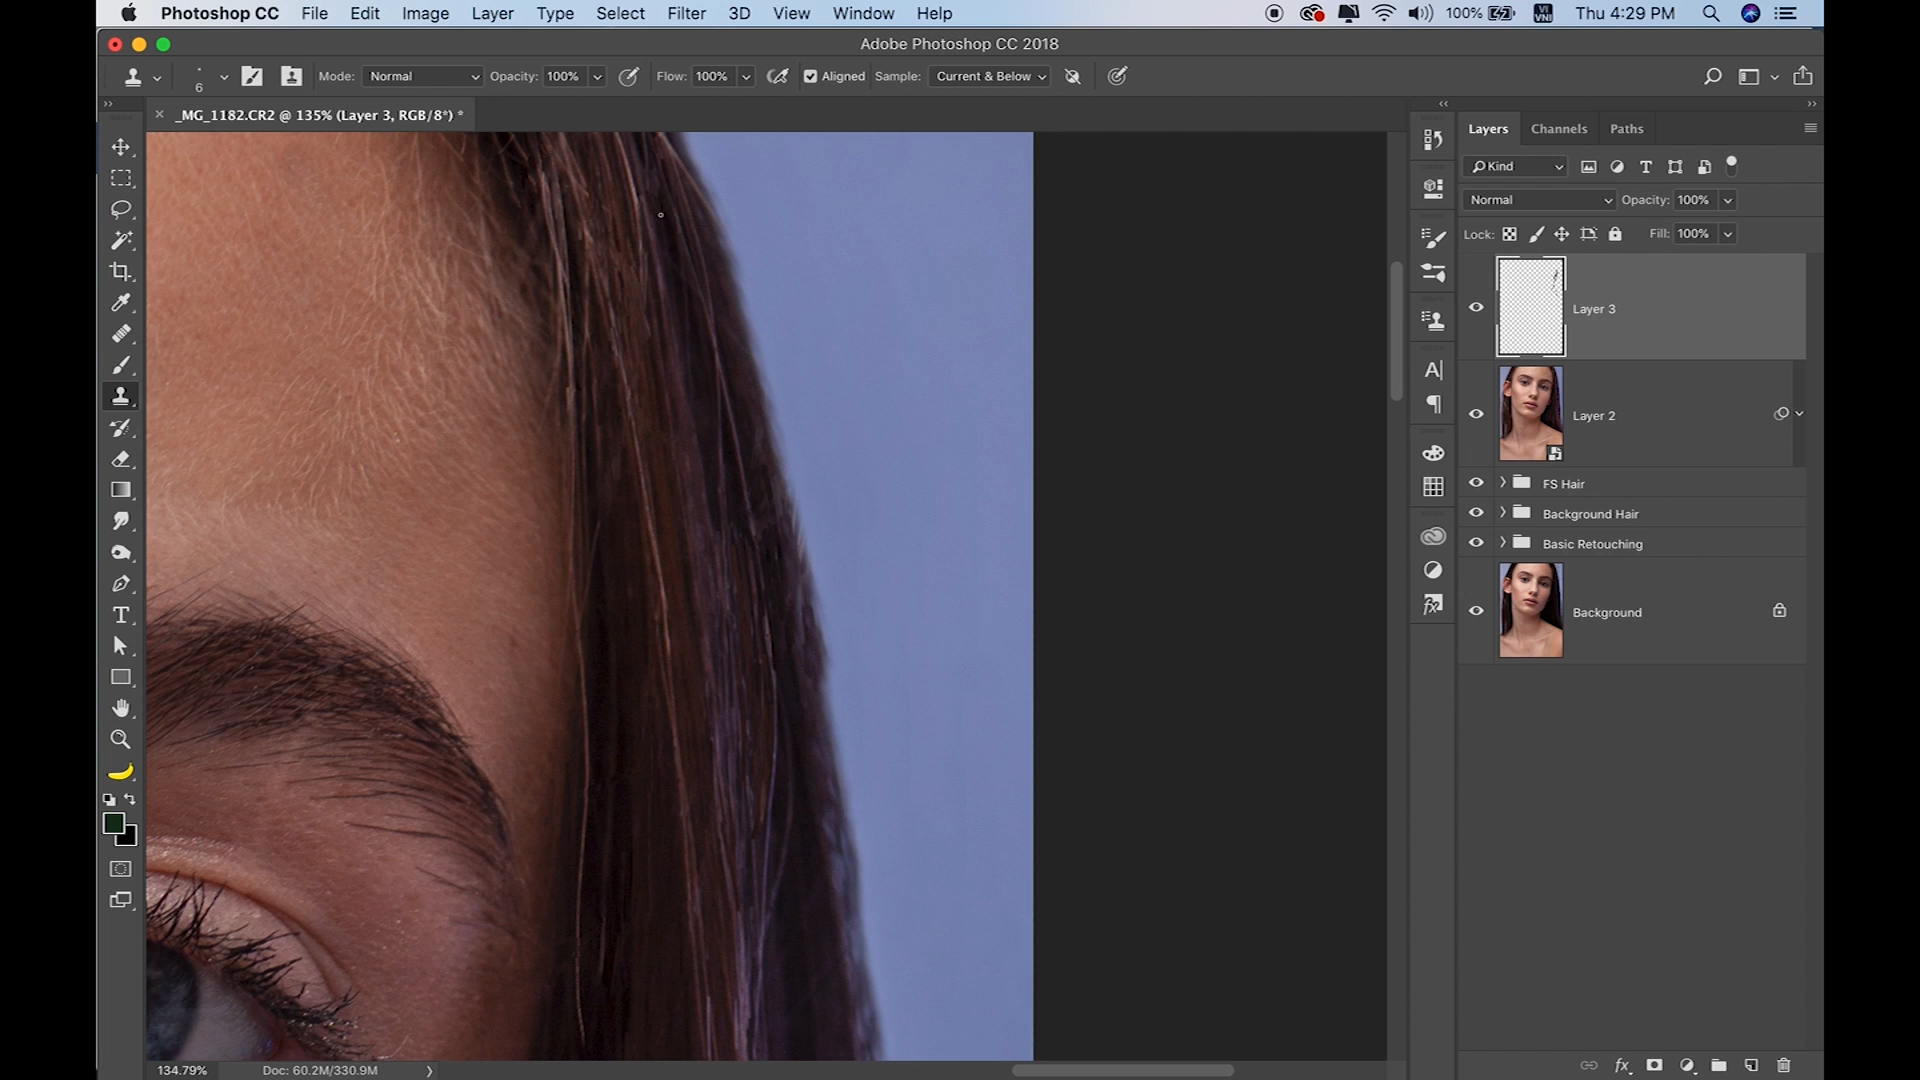 Photoshop CC File Edit Image Layer Type Select Filter 3D View Window Help 100% VI VNI Thu 4:29 PM
Adobe Photoshop CC 2018
6 Mode: Normal Opacity: 100% Flow: 100% Aligned Sample: Current & Below
_MG_1182.CR2 @ 135% (Layer 3, RGB/8*) *
Layers Channels Paths
Kind
Normal Opacity: 100%
Lock: Fill: 100%
Layer 3
Layer 2
FS Hair
Background Hair
Basic Retouching
Background
134.79% Doc: 60.2M/330.9M